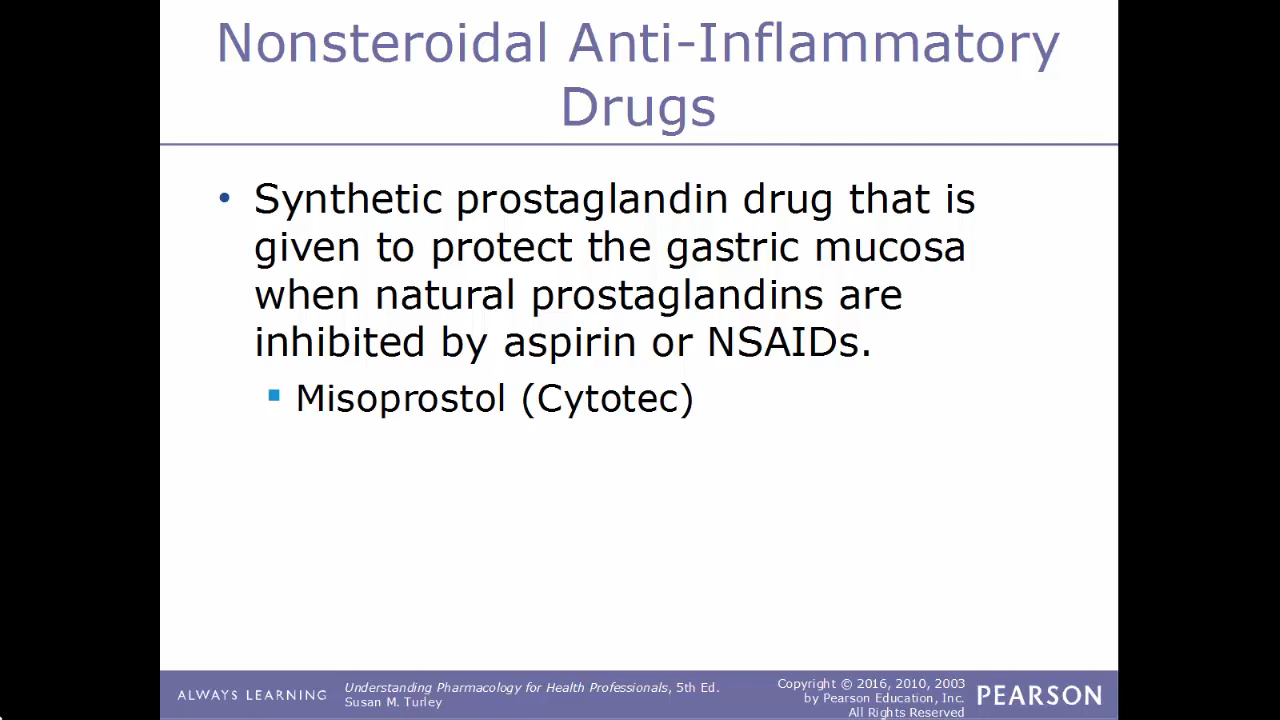 Nonsteroidal Anti-Inflammatory
Drugs
• Synthetic prostaglandin drug that is
given to protect the gastric mucosa
when natural prostaglandins are
inhibited by aspirin or NSAIDs.
▪ Misoprostol (Cytotec)
ALWAYS LEARNING
Understanding Pharmacology for Health Professionals, 5th Ed.
Susan M. Turley
Copyright © 2016, 2010, 2003
by Pearson Education, Inc.
All Rights Reserved
PEARSON